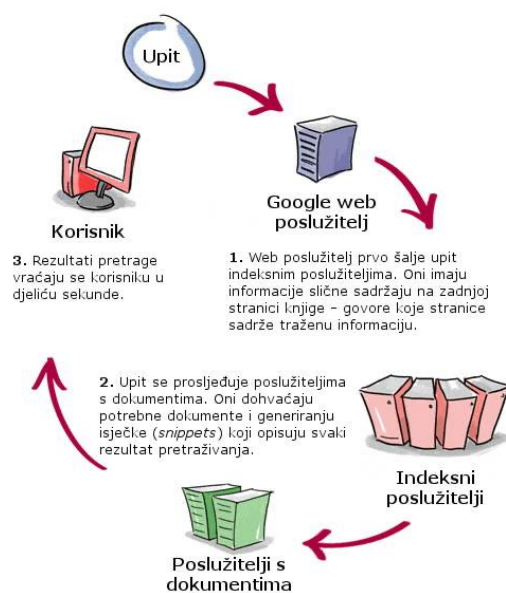 Upit
Google web
poslužitelj
Korisnik
3. Rezultati pretrage
vraćaju se korisniku u
djeliću sekunde.
1. Web poslužitelj prvo šalje upit
indeksnim poslužiteljima. Oni imaju
informacije slične sadržaju na zadnjoj
stranici knjige – govore koje stranice
sadrže traženu informaciju.
2. Upit se prosljeđuje poslužiteljima
s dokumentima. Oni dohvaćaju
potrebne dokumente i generiranju
isječke (snippets) koji opisuju svaki
rezultat pretraživanja.
Indeksni
poslužitelji
Poslužitelji s
dokumentima